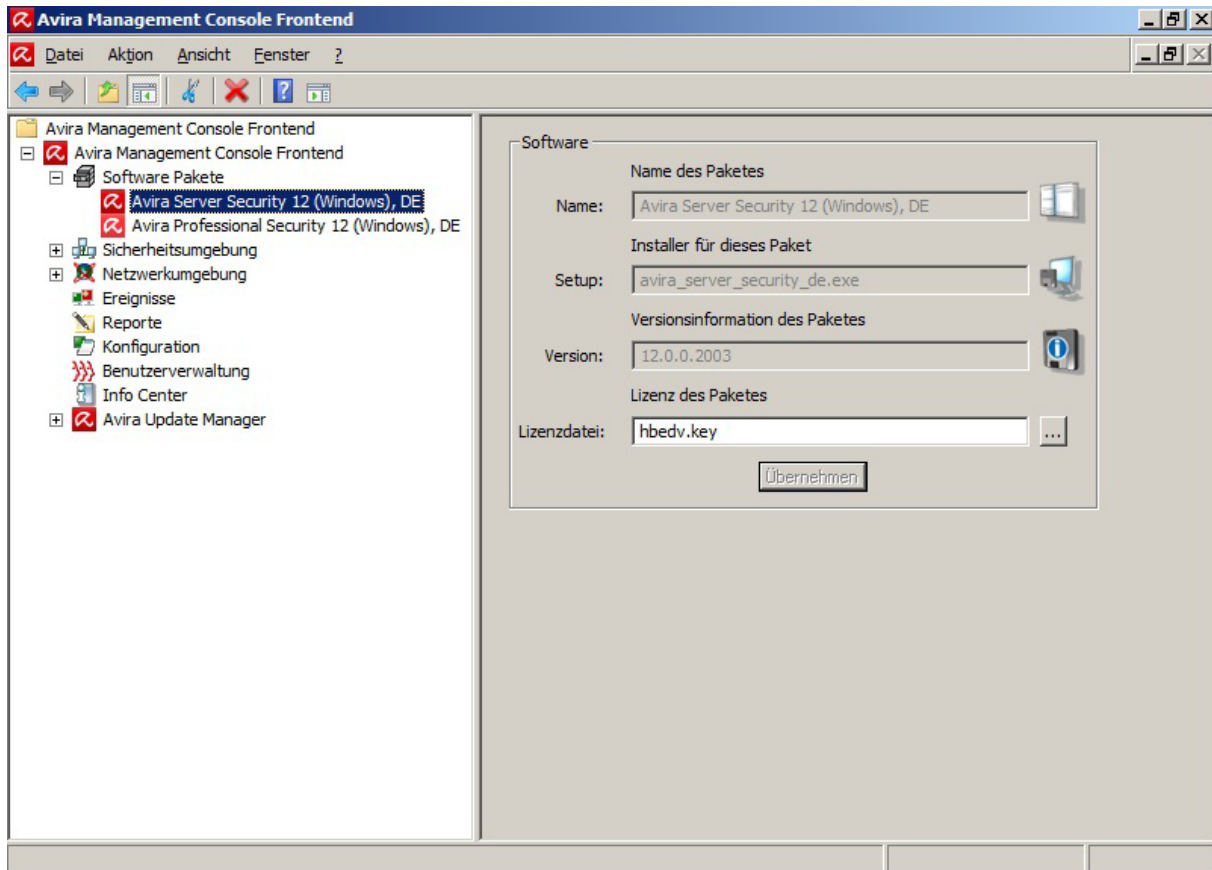 Avira Management Console Frontend
Datei Aktion Ansicht Fenster ?
Avira Management Console Frontend
Avira Management Console Frontend
Software Pakete
Avira Server Security 12 (Windows), DE
Avira Professional Security 12 (Windows), DE
Sicherheitsumgebung
Netzwerkumgebung
Ereignisse
Reporte
Konfiguration
Benutzerverwaltung
Info Center
Avira Update Manager
Software
Name des Paketes
Name: Avira Server Security 12 (Windows), DE
Installer für dieses Paket
Setup: avira_server_security_de.exe
Versionsinformation des Paketes
Version: 12.0.0.2003
Lizenz des Paketes
Lizenzdatei: hbedv.key ...
Übernehmen